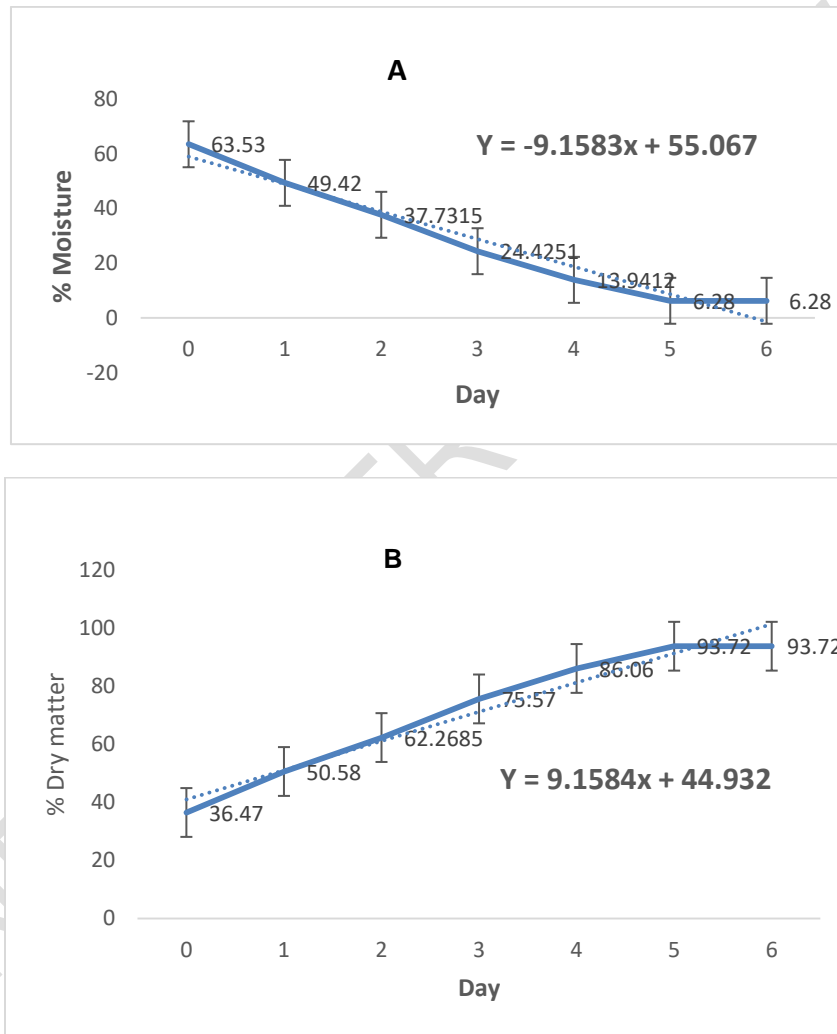 A
80
60
40
20
0
-20
% Moisture
63.53
49.42
37.7315
24.4251
13.9412
6.28
6.28
Y = -9.1583x + 55.067
0 1 2 3 4 5 6
Day
B
120
100
80
60
40
20
0
% Dry matter
36.47
50.58
62.2685
75.57
86.06
93.72
93.72
Y = 9.1584x + 44.932
0 1 2 3 4 5 6
Day